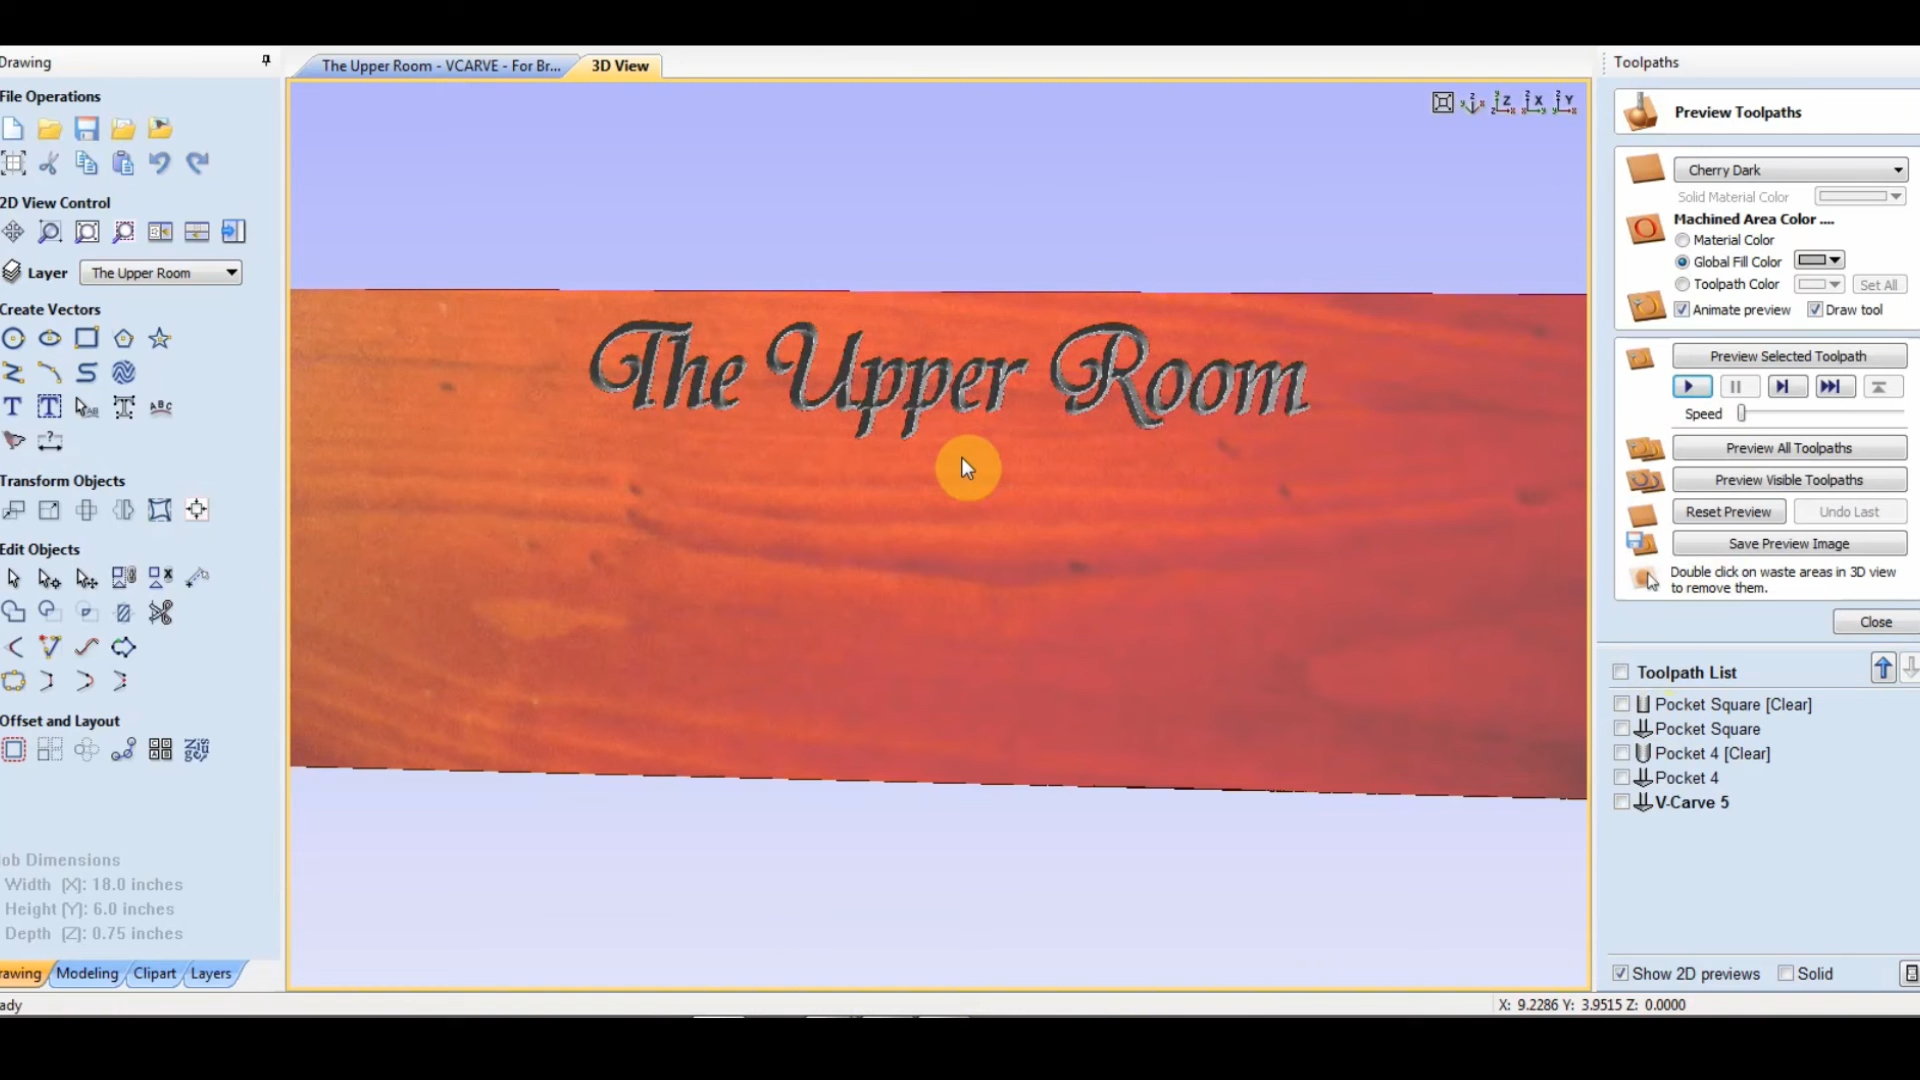 Drawing
File Operations
2D View Control
Layer
The Upper Room
Create Vectors
Transform Objects
Edit Objects
Offset and Layout
ob Dimensions
Width (X): 18.0 inches
Height (Y): 6.0 inches
Depth (Z): 0.75 inches
rawing
Modeling
Clipart
Layers
ady
The Upper Room - VCARVE - For Br...
3D View
The Upper Room
Toolpaths
Preview Toolpaths
Cherry Dark
Solid Material Color
Machined Area Color ....
Material Color
Global Fill Color
Toolpath Color
Set All
Animate preview
Draw tool
Preview Selected Toolpath
Speed
Preview All Toolpaths
Preview Visible Toolpaths
Reset Preview
Undo Last
Save Preview Image
Double click on waste areas in 3D view
to remove them.
Close
Toolpath List
Pocket Square [Clear]
Pocket Square
Pocket 4 [Clear]
Pocket 4
V-Carve 5
Show 2D previews
Solid
X: 9.2286 Y: 3.9515 Z: 0.0000